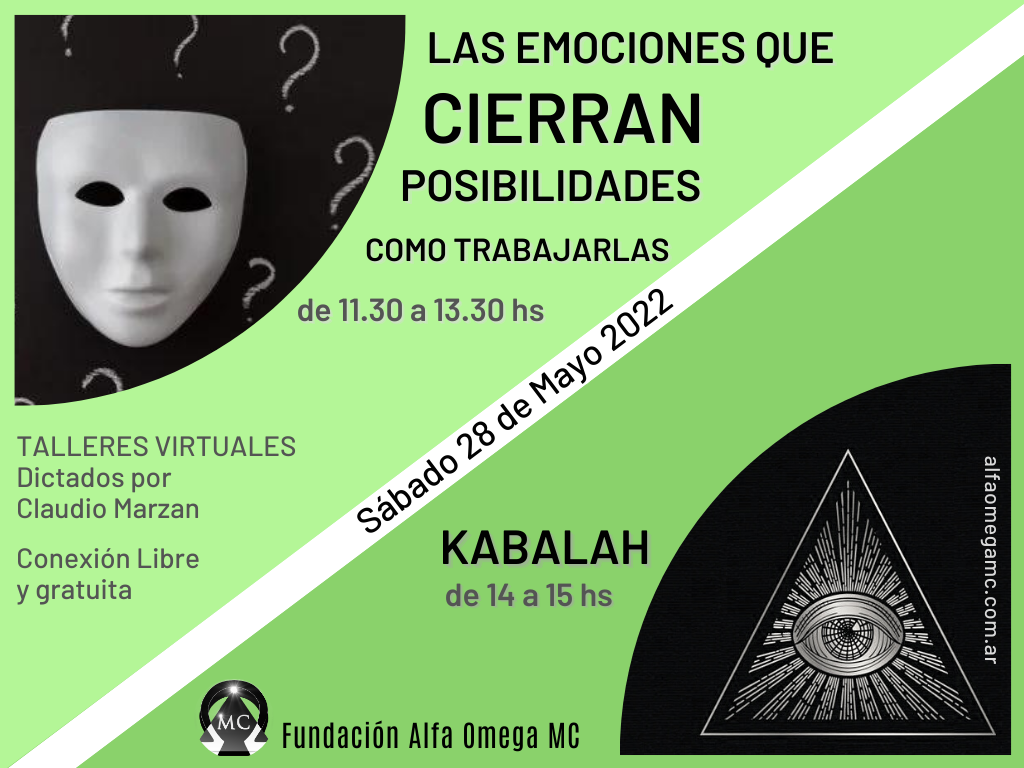 LAS EMOCIONES QUE
CIERRAN
POSIBILIDADES
COMO TRABAJARLAS
de 11.30 a 13.30 hs
Sábado 28 de Mayo 2022
TALLERES VIRTUALES
Dictados por
Claudio Marzan
Conexión Libre
y gratuita
KABALAH
de 14 a 15 hs
alfaomegamc.com.ar
MC
Fundación Alfa Omega MC